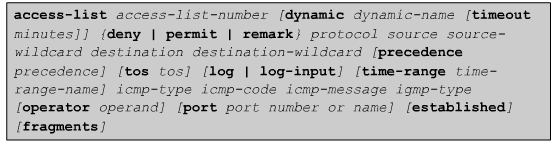 access-list access-list-number [dynamic dynamic-name [timeout
minutes]] {deny | permit | remark} protocol source source-
wildcard destination destination-wildcard [precedence
precedence] [tos tos] [log | log-input] [time-range time-
range-name] icmp-type icmp-code icmp-message igmp-type
[operator operand] [port port number or name] [established]
[fragments]